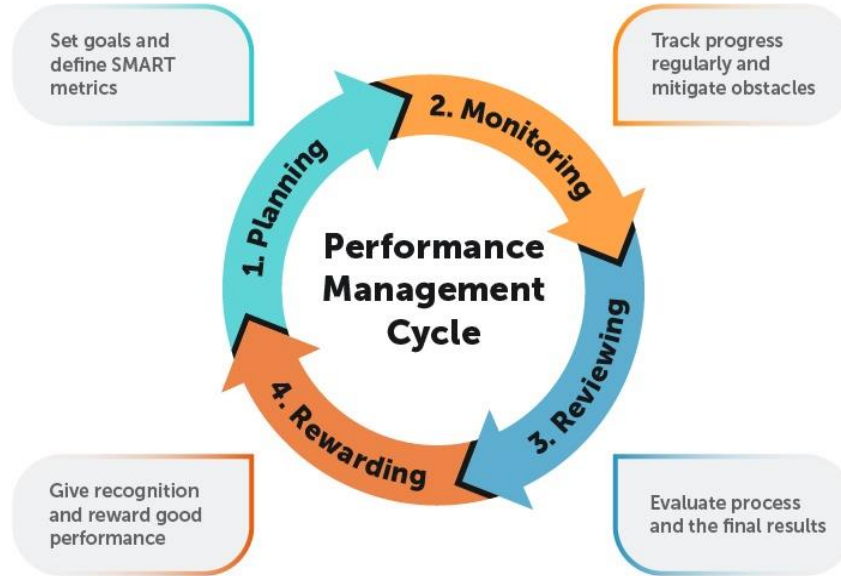 Set goals and
define SMART
metrics
Track progress
regularly and
mitigate obstacles
1. Planning
2. Monitoring
Performance
Management
Cycle
3. Reviewing
4. Rewarding
Give recognition
and reward good
performance
Evaluate process
and the final results